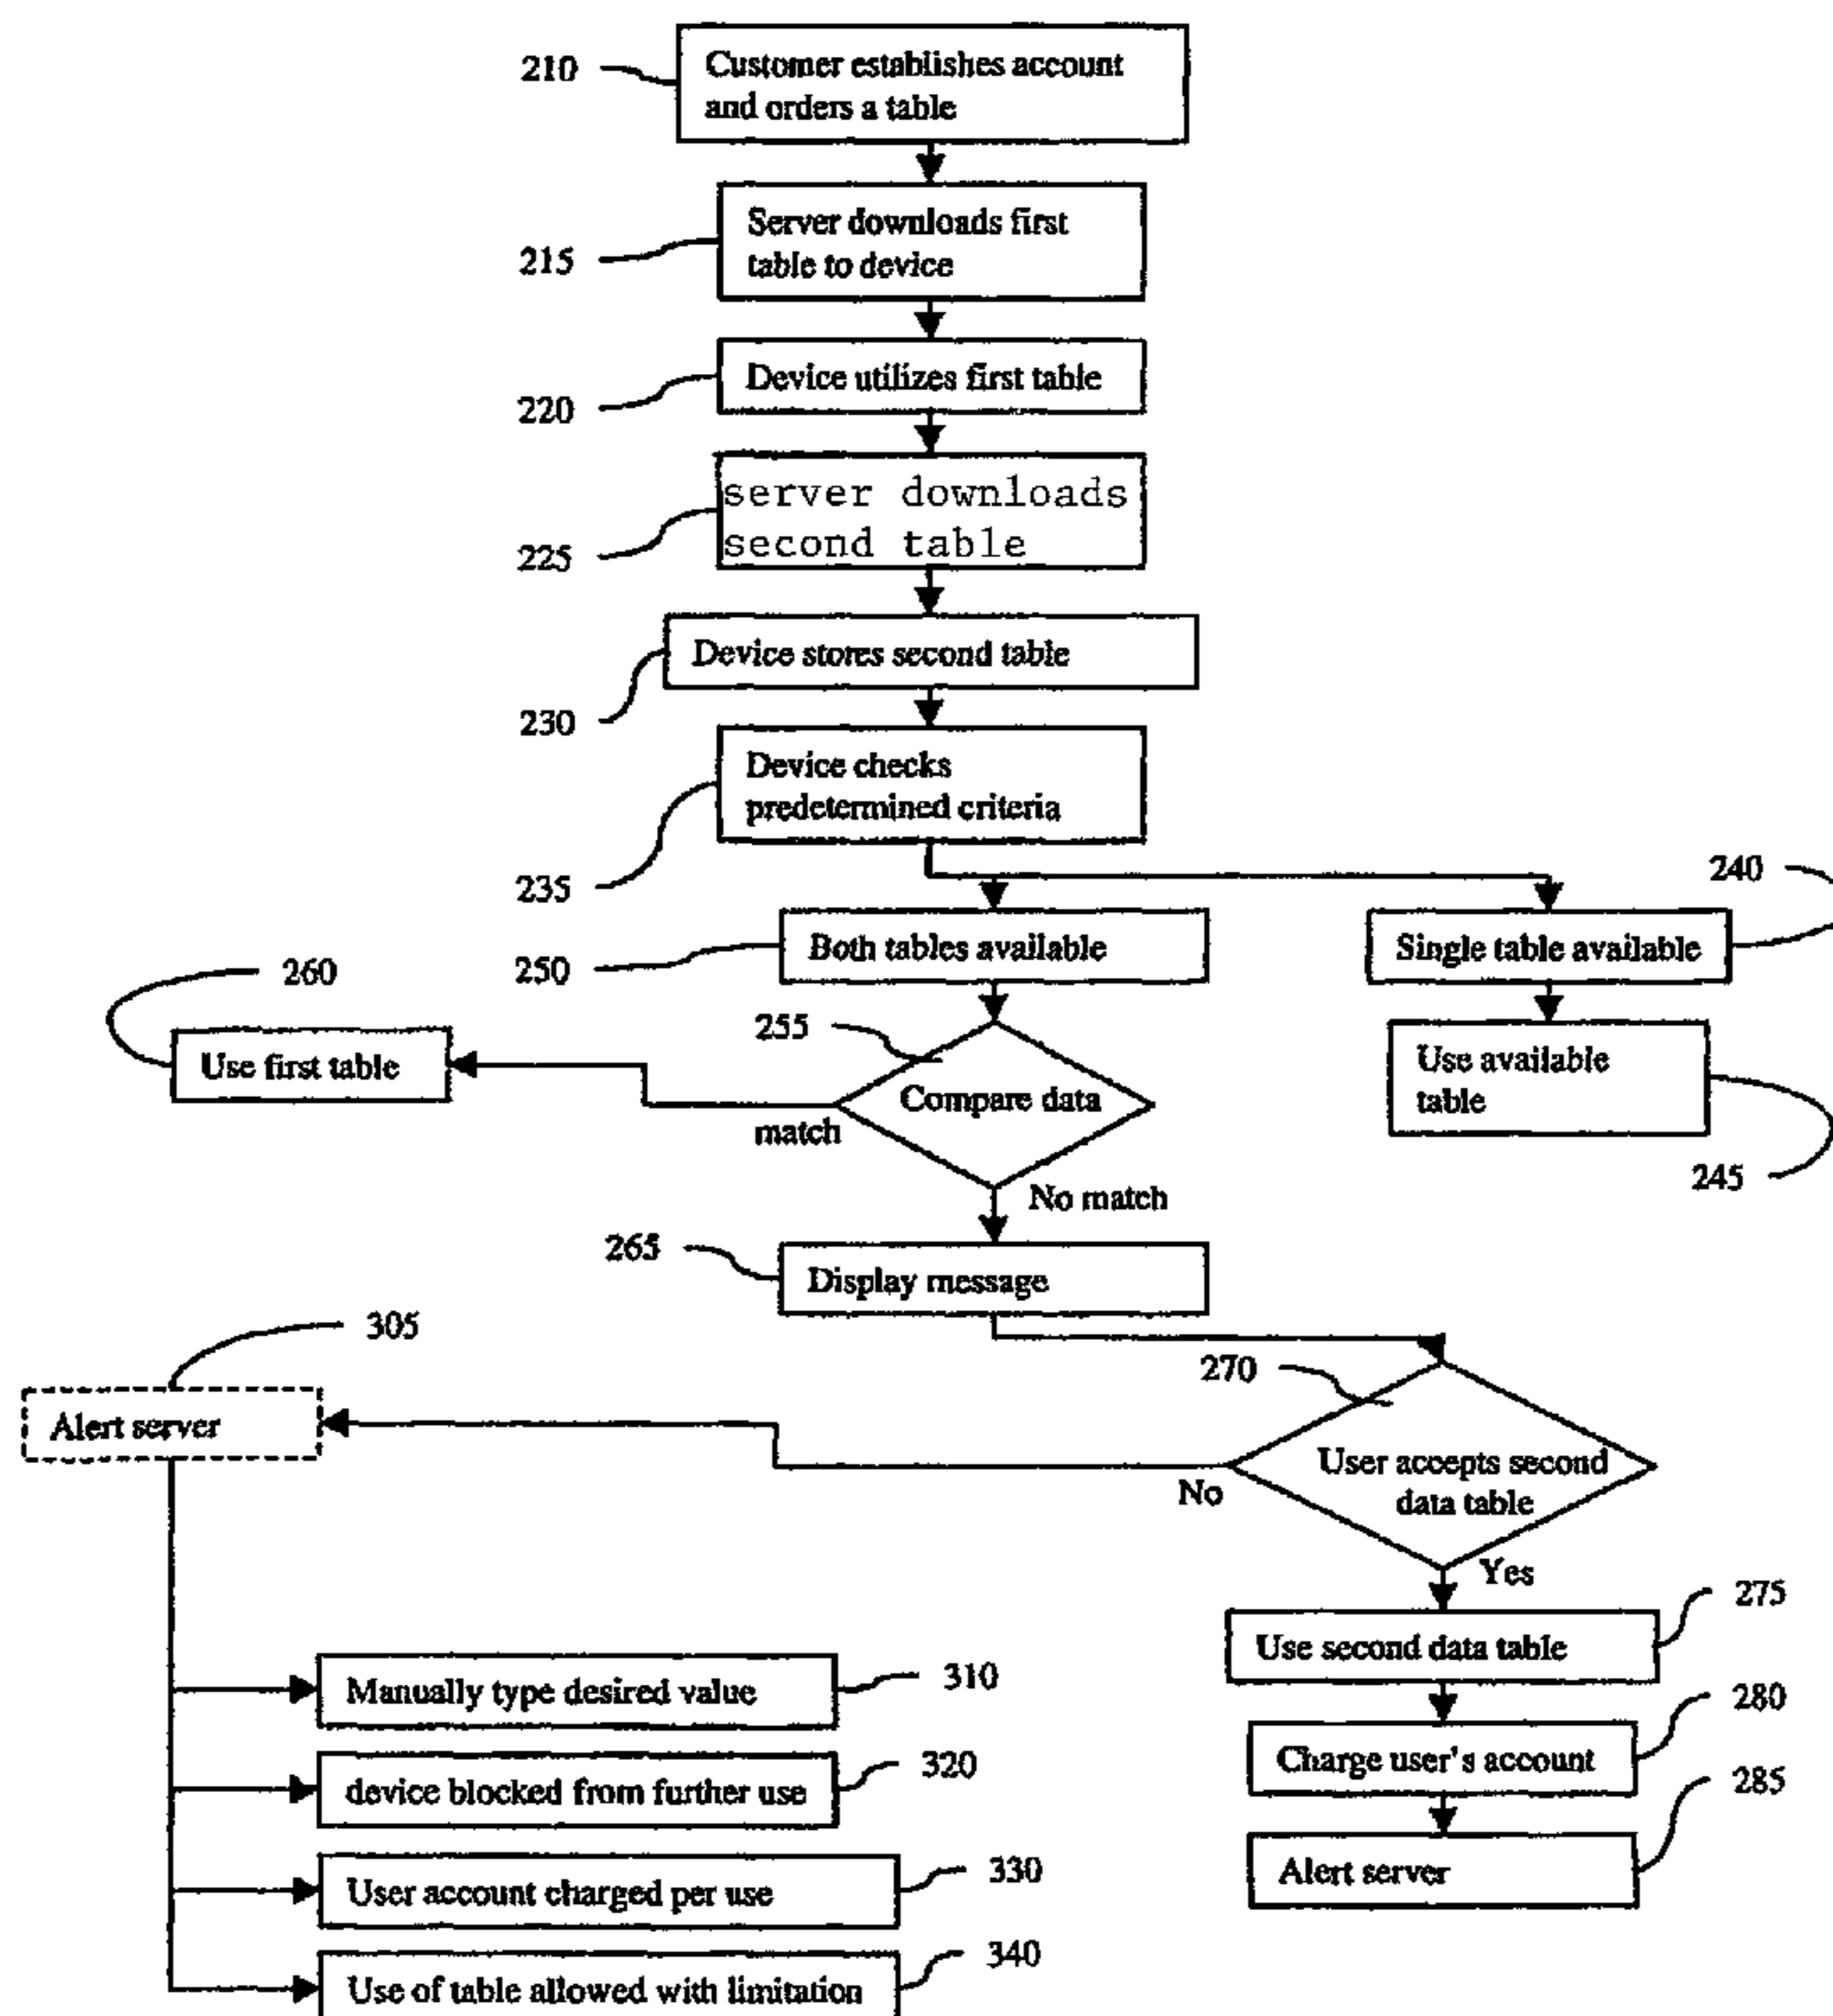 210
Customer establishes account
and orders a table
215
Server downloads first
table to device
220
Device utilizes first table
225
server downloads
second table
230
Device stores second table
235
Device checks
predetermined criteria
240
250
Both tables available
Single table available
260
255
Use first table
Compare data
match
Use available
table
245
No match
265
Display message
305
Alert server
270
User accepts second
data table
No
Yes
275
Use second data table
280
Charge user's account
285
Alert server
Manually type desired value
310
device blocked from further use
320
User account charged per use
330
Use of table allowed with limitation
340